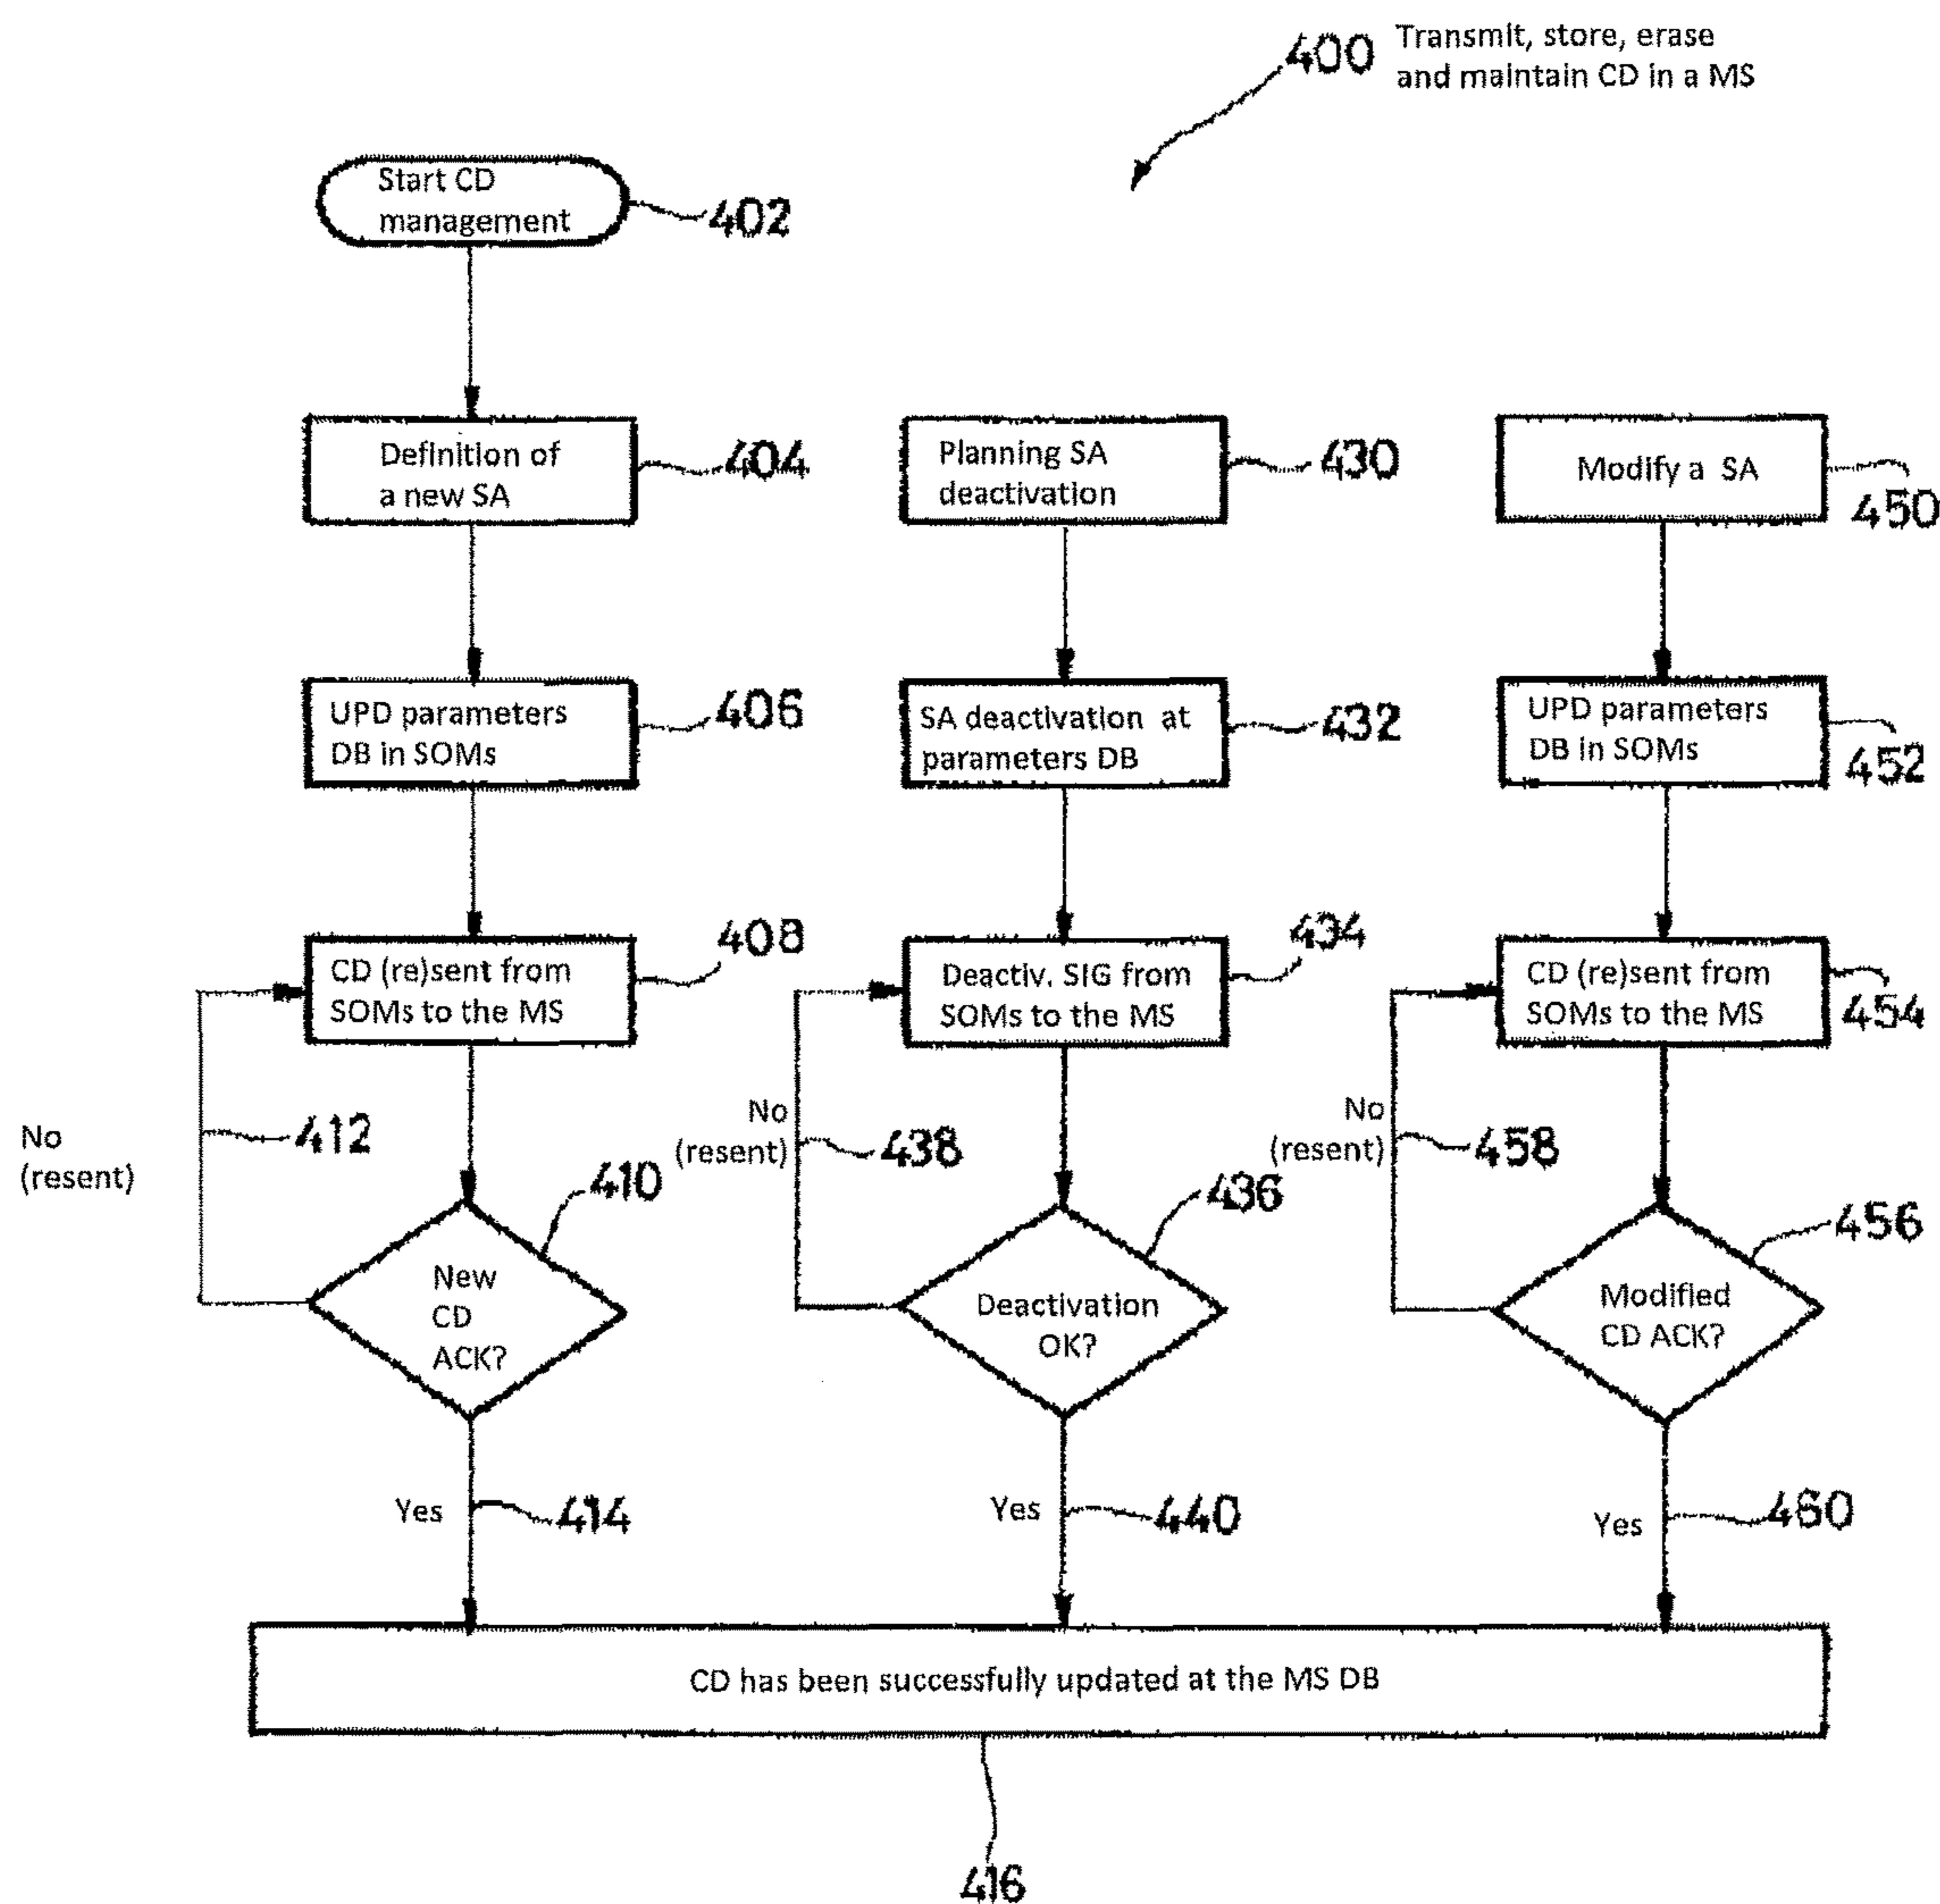 400 Transmit, store, erase
and maintain CD in a MS
Start CD
management
402
Definition of
a new SA
404
Planning SA
deactivation
430
Modify a SA
450
UPD parameters
DB in SOMs
406
SA deactivation at
parameters DB
432
UPD parameters
DB in SOMs
452
CD (re)sent from
SOMs to the MS
408
Deactiv. SIG from
SOMs to the MS
434
CD (re)sent from
SOMs to the MS
454
No
(resent)
412
No
(resent)
438
No
(resent)
458
New
CD
ACK?
410
Deactivation
OK?
436
Modified
CD ACK?
456
Yes
414
Yes
440
Yes
460
CD has been successfully updated at the MS DB
416